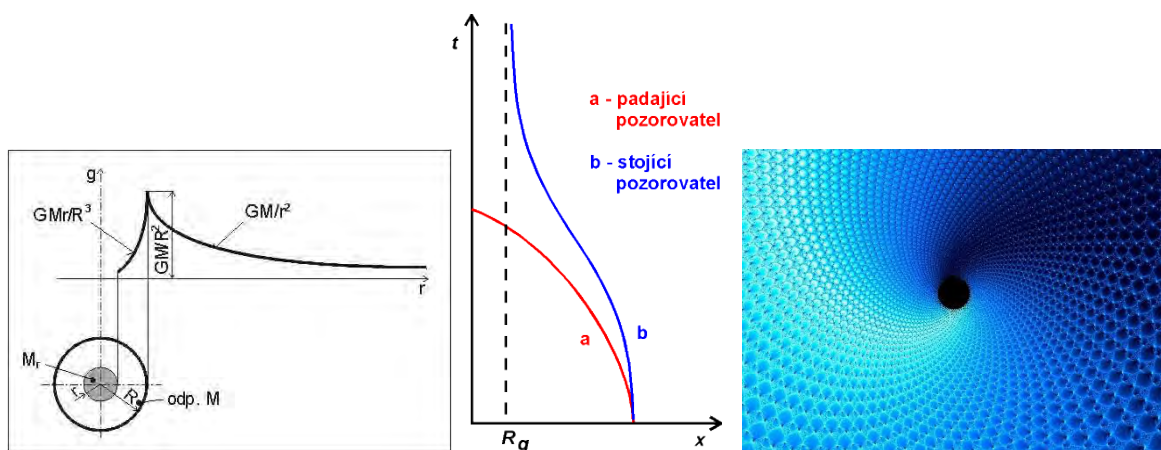 g
GMr/R³
GM/R²
GM/r²
r
Mᵣ
r
R
odp. M
t
a - padající
pozorovatel
b - stojící
pozorovatel
a
b
R g
x